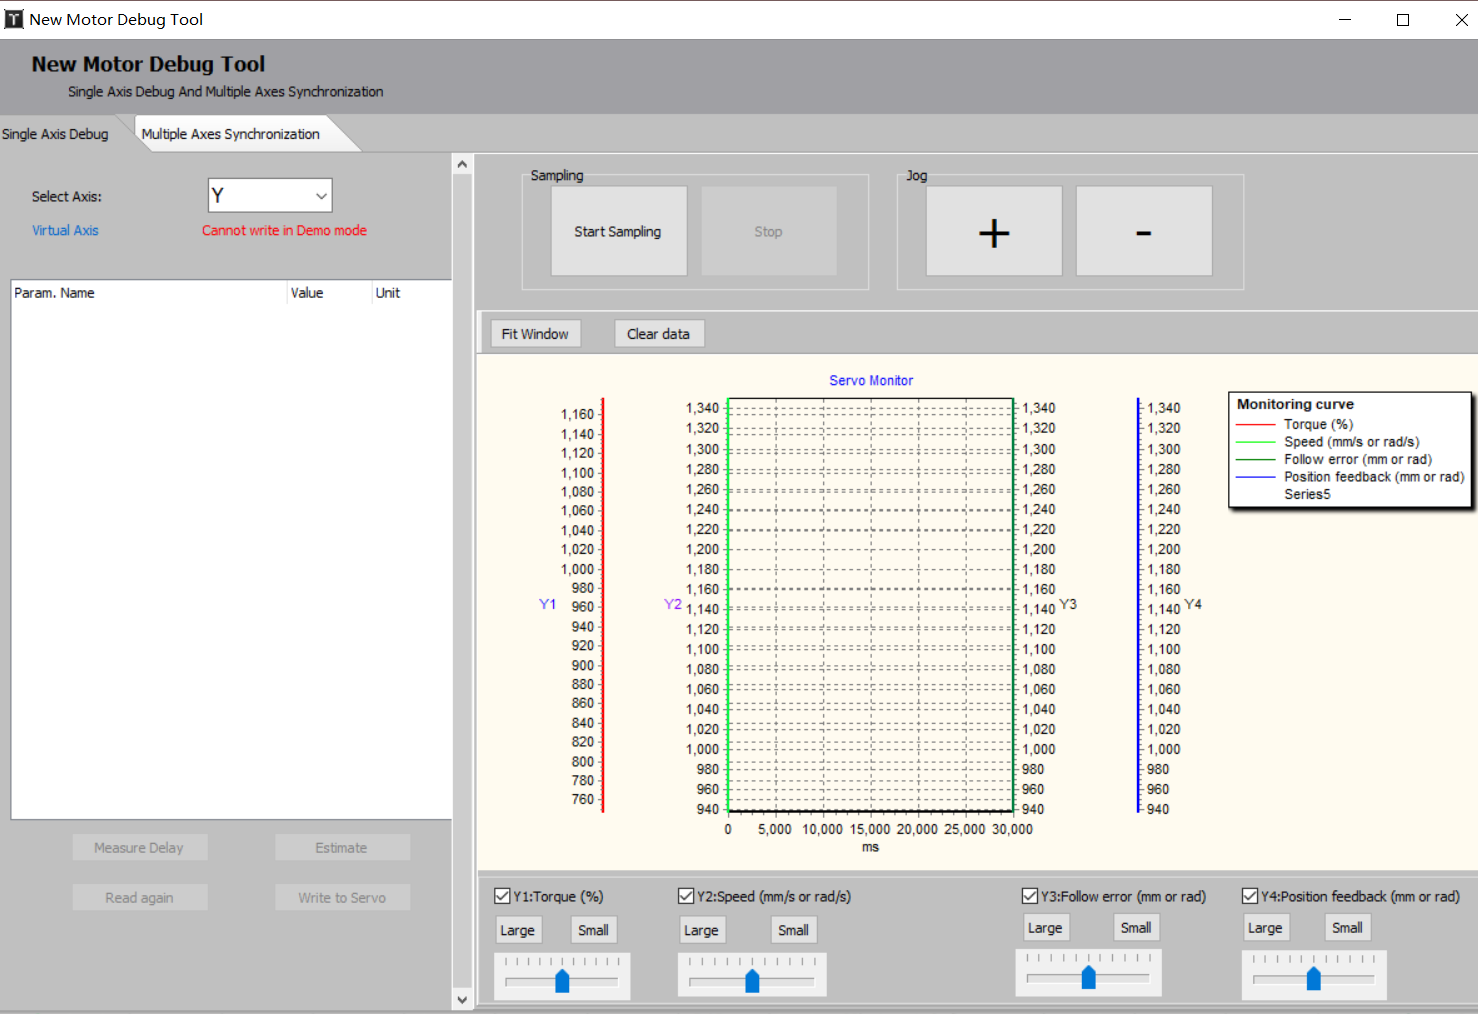 New Motor Debug Tool
New Motor Debug Tool
Single Axis Debug And Multiple Axes Synchronization
Single Axis Debug
Multiple Axes Synchronization
Select Axis:
Y
Virtual Axis
Cannot write in Demo mode
Param. Name
Value
Unit
Measure Delay
Estimate
Read again
Write to Servo
Sampling
Start Sampling
Stop
Jog
+
-
Fit Window
Clear data
Servo Monitor
Y1
1,160
1,140
1,120
1,100
1,080
1,060
1,040
1,020
1,000
980
960
940
920
900
880
860
840
820
800
780
760
Y2
1,340
1,320
1,300
1,280
1,260
1,240
1,220
1,200
1,180
1,160
1,140
1,120
1,100
1,080
1,060
1,040
1,020
1,000
980
960
940
0
5,000
10,000
15,000
20,000
25,000
30,000
ms
1,340
1,320
1,300
1,280
1,260
1,240
1,220
1,200
1,180
1,160
1,140
1,120
1,100
1,080
1,060
1,040
1,020
1,000
980
960
940
Y3
1,340
1,320
1,300
1,280
1,260
1,240
1,220
1,200
1,180
1,160
1,140
1,120
1,100
1,080
1,060
1,040
1,020
1,000
980
960
940
Y4
Monitoring curve
Torque (%)
Speed (mm/s or rad/s)
Follow error (mm or rad)
Position feedback (mm or rad)
Series5
Y1:Torque (%)
Large
Small
Y2:Speed (mm/s or rad/s)
Large
Small
Y3:Follow error (mm or rad)
Large
Small
Y4:Position feedback (mm or rad)
Large
Small